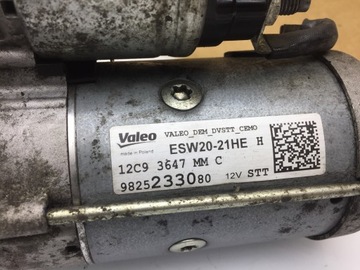 Valeo VALEO_DEM_DVSTT_CEMO
made in Poland ESW20-21HE H
12C9 3647 MM C
9825233080 12V STT